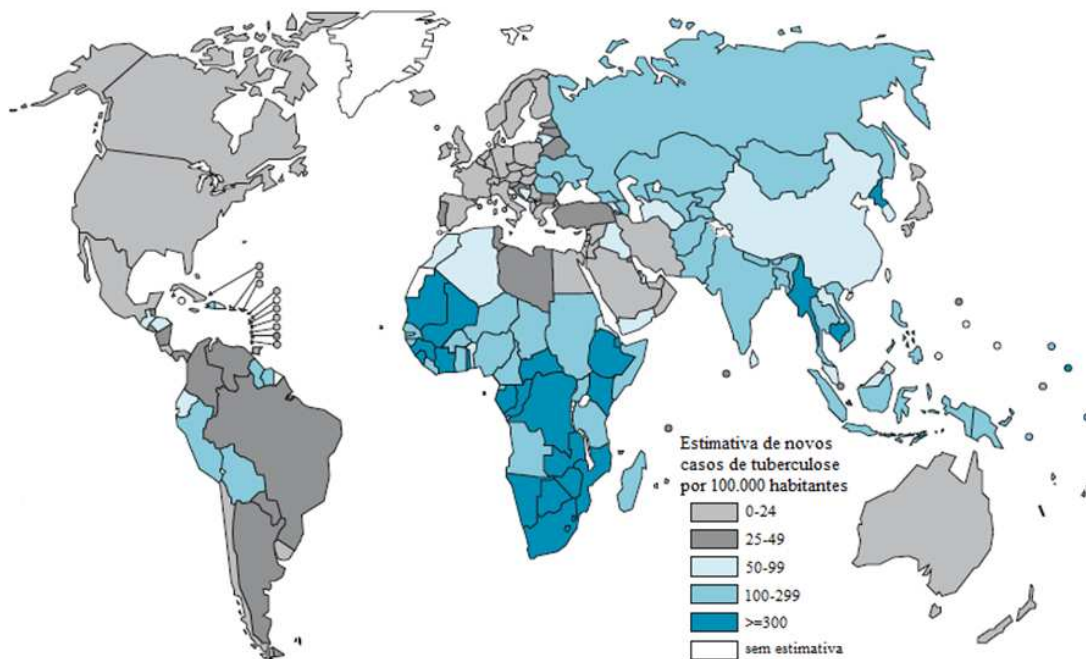 Estimativa de novos
casos de tuberculose
por 100.000 habitantes
0-24
25-49
50-99
100-299
>=300
sem estimativa